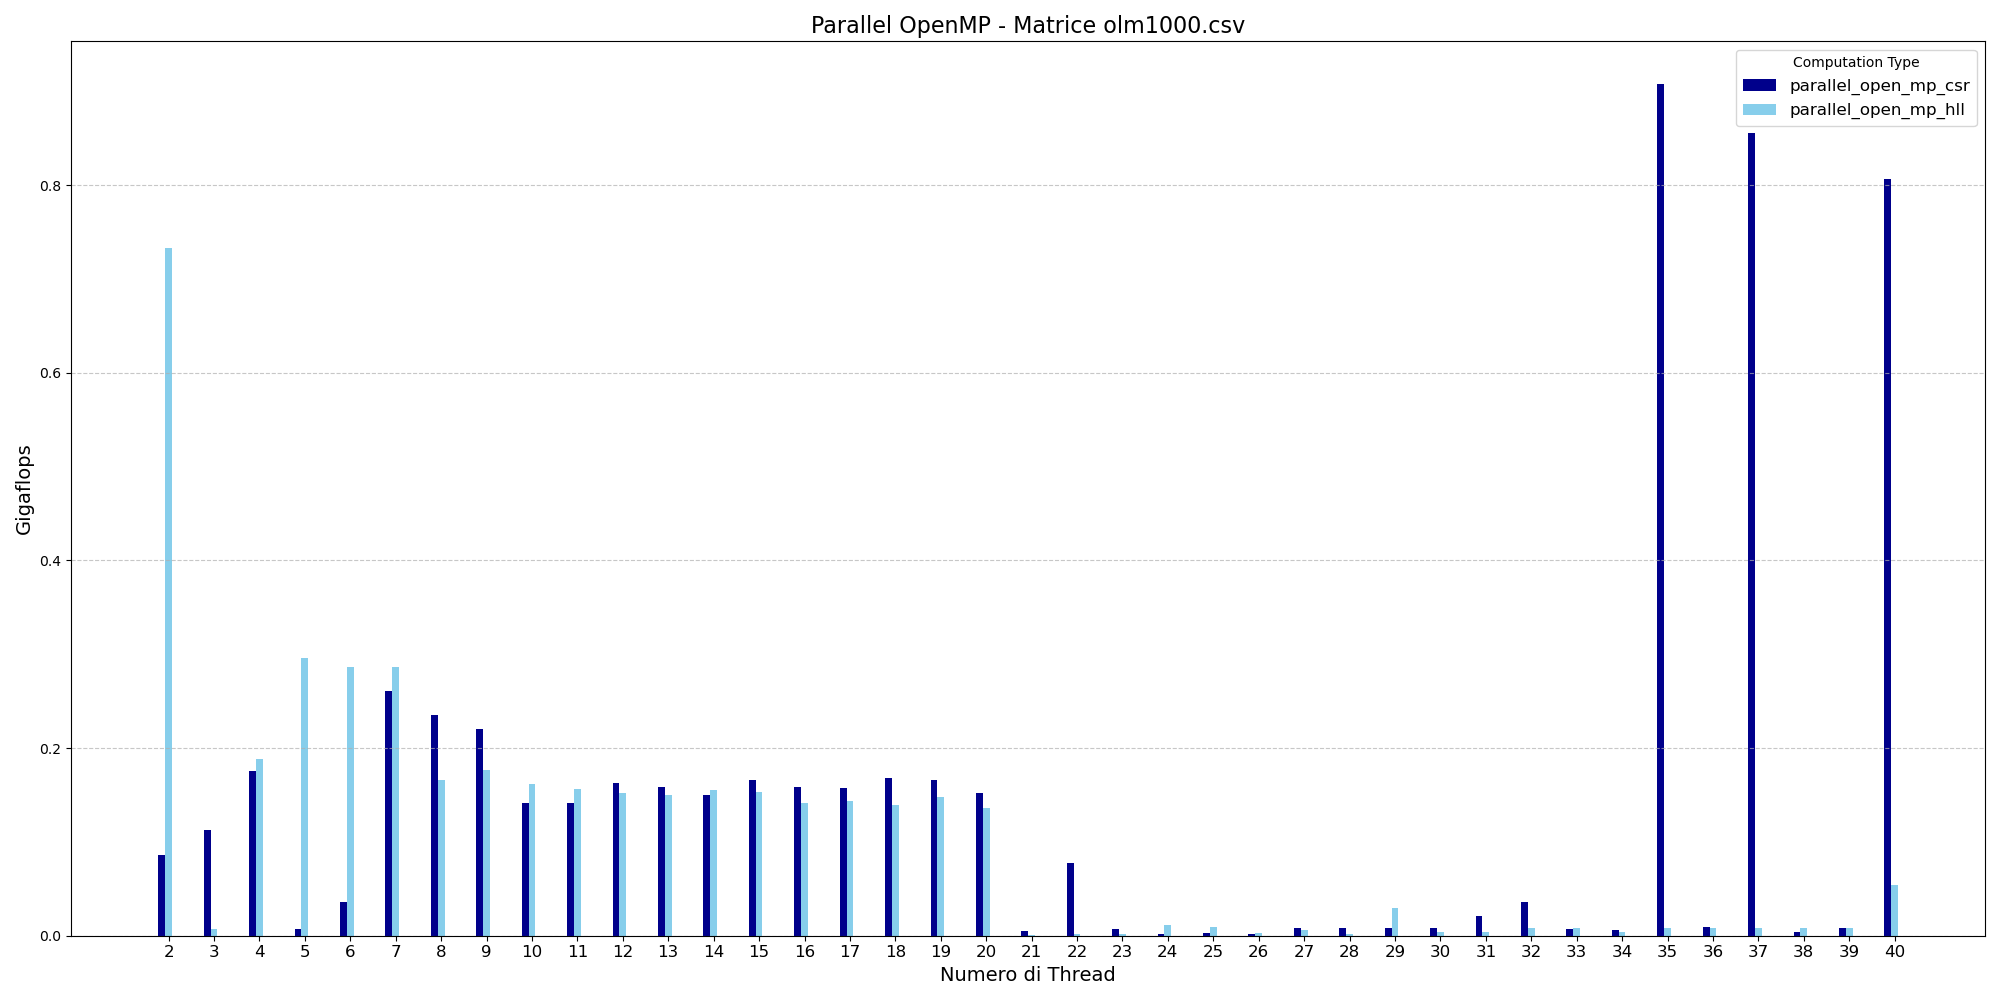 Parallel OpenMP - Matrice olm1000.csv
Computation Type
parallel_open_mp_csr
parallel_open_mp_hll
Gigaflops
0.8
0.6
0.4
0.2
0.0
2 3 4 5 6 7 8 9 10 11 12 13 14 15 16 17 18 19 20 21 22 23 24 25 26 27 28 29 30 31 32 33 34 35 36 37 38 39 40
Numero di Thread